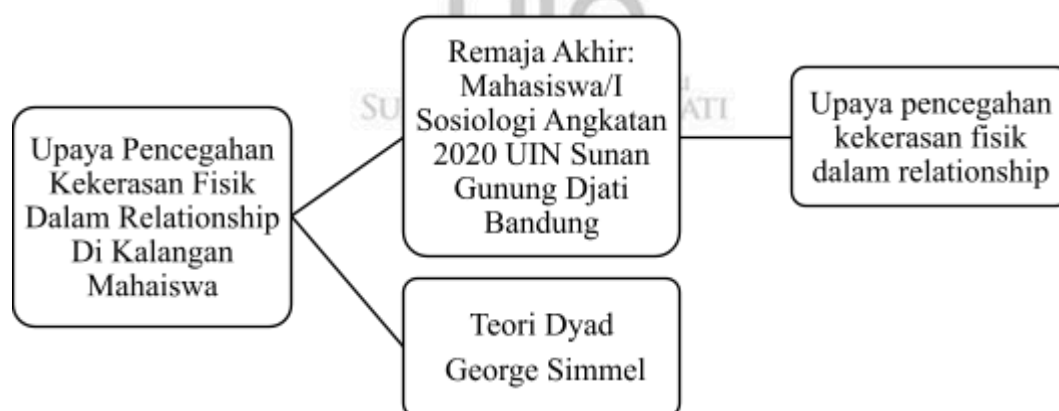 Upaya Pencegahan
Kekerasan Fisik
Dalam Relationship
Di Kalangan
Mahaiswa
Remaja Akhir:
Mahasiswa/I
Sosiologi Angkatan
2020 UIN Sunan
Gunung Djati
Bandung
Teori Dyad
George Simmel
Upaya pencegahan
kekerasan fisik
dalam relationship